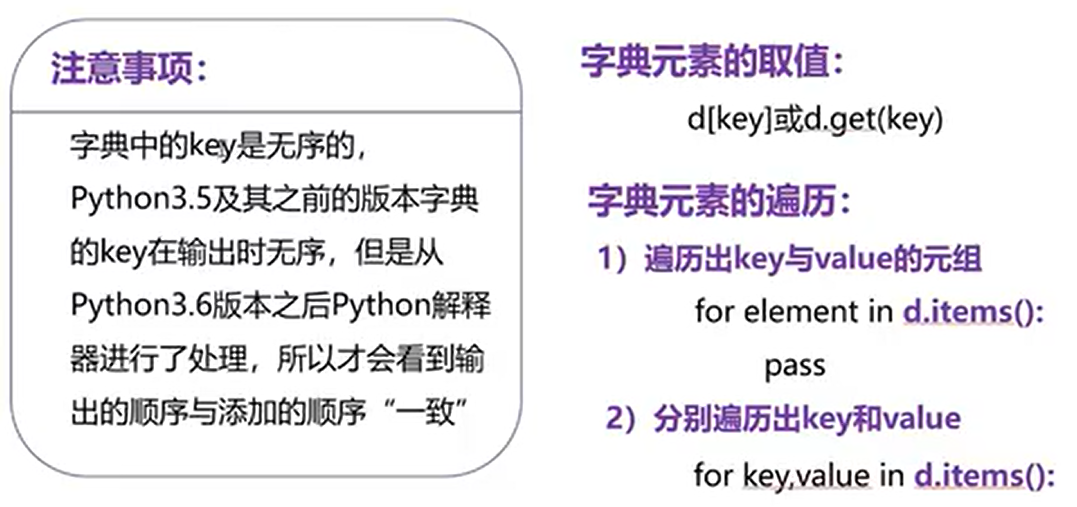 注意事项：
字典中的key是无序的，
Python3.5及其之前的版本字典
的key在输出时无序，但是从
Python3.6版本之后Python解释
器进行了处理，所以才会看到输
出的顺序与添加的顺序“一致”
字典元素的取值：
d[key]或d.get(key)
字典元素的遍历：
1）遍历出key与value的元组
for element in d.items():
pass
2）分别遍历出key和value
for key,value in d.items():